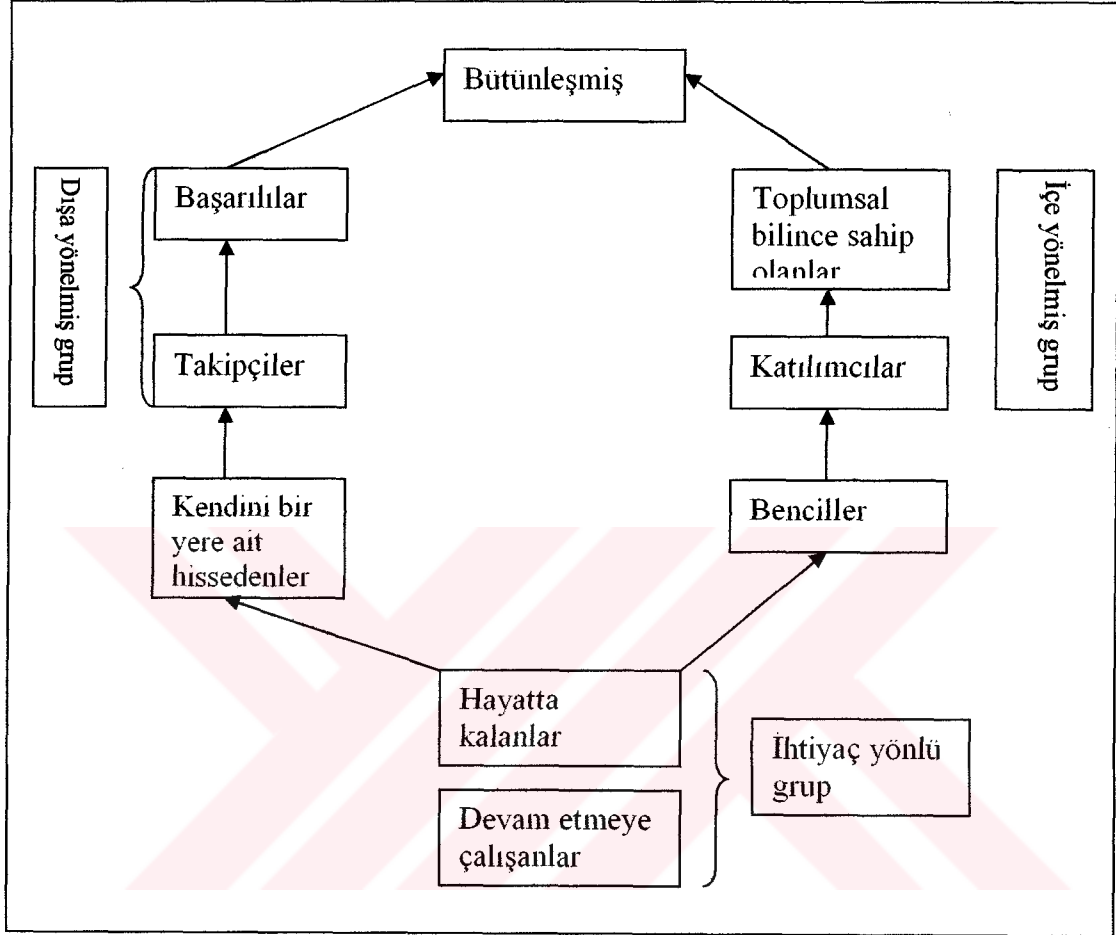 Bütünleşmiş
Dışa yönelmiş grup
Başarılılar
Toplumsal
bilince sahip
olanlar
İçe yönelmiş grup
Takipçiler
Katılımcılar
Kendini bir
yere ait
hissedenler
Benciller
Hayatta
kalanlar
İhtiyaç yönlü
grup
Devam etmeye
çalışanlar